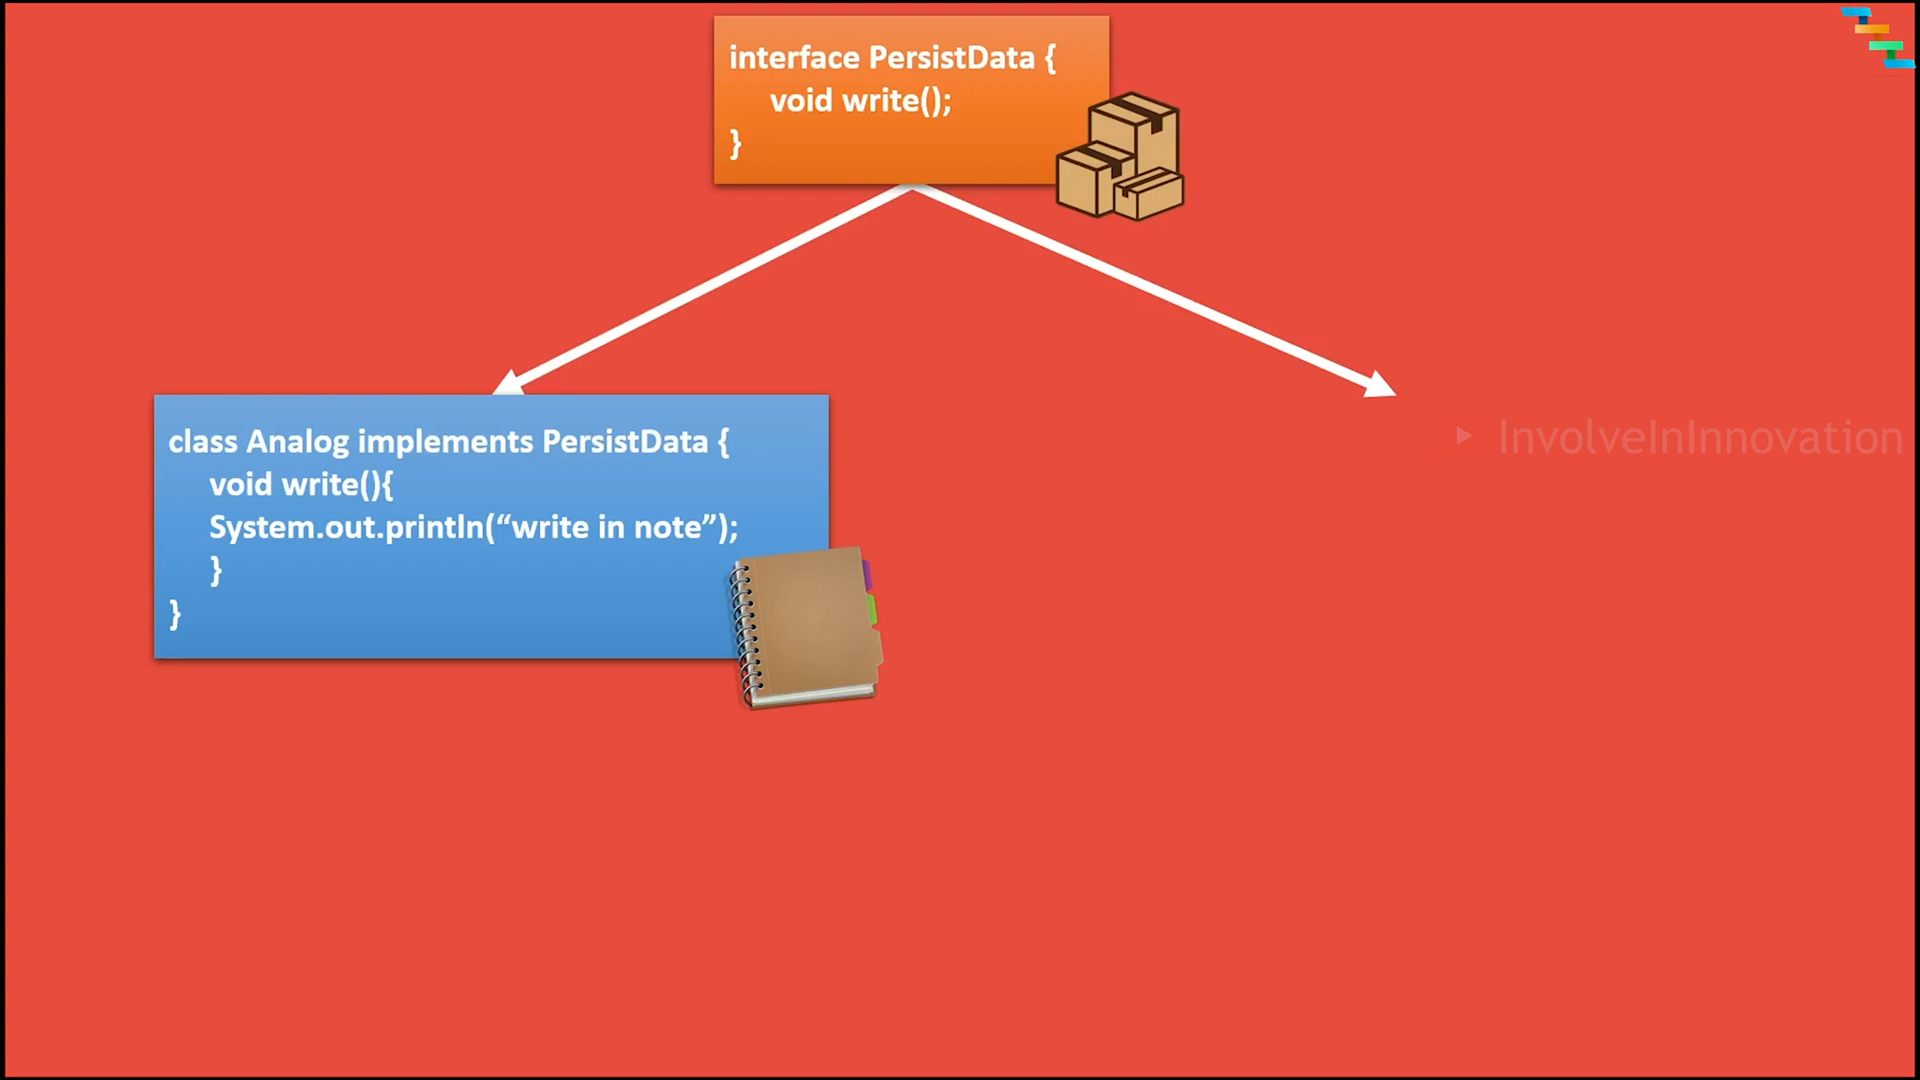 interface PersistData {
void write();
}
class Analog implements PersistData {
void write(){
System.out.println(“write in note”);
}
}
InvolveInInnovation